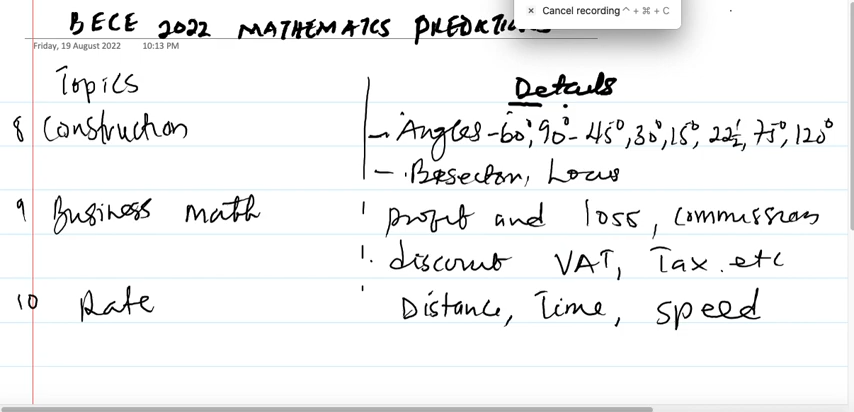 × Cancel recording ^ + ⌘ + C
BECE 2022 MATHEMATICS
Friday, 19 August 2022 10:13 PM
Topics Details
8 Construction - Angles - 60°, 90° - 45°, 30°, 15°, 22½, 75°, 120°
- Bisector, Locus
9 Business math profit and loss, commission
discount VAT, Tax. etc
10 Rate Distance, Time, speed